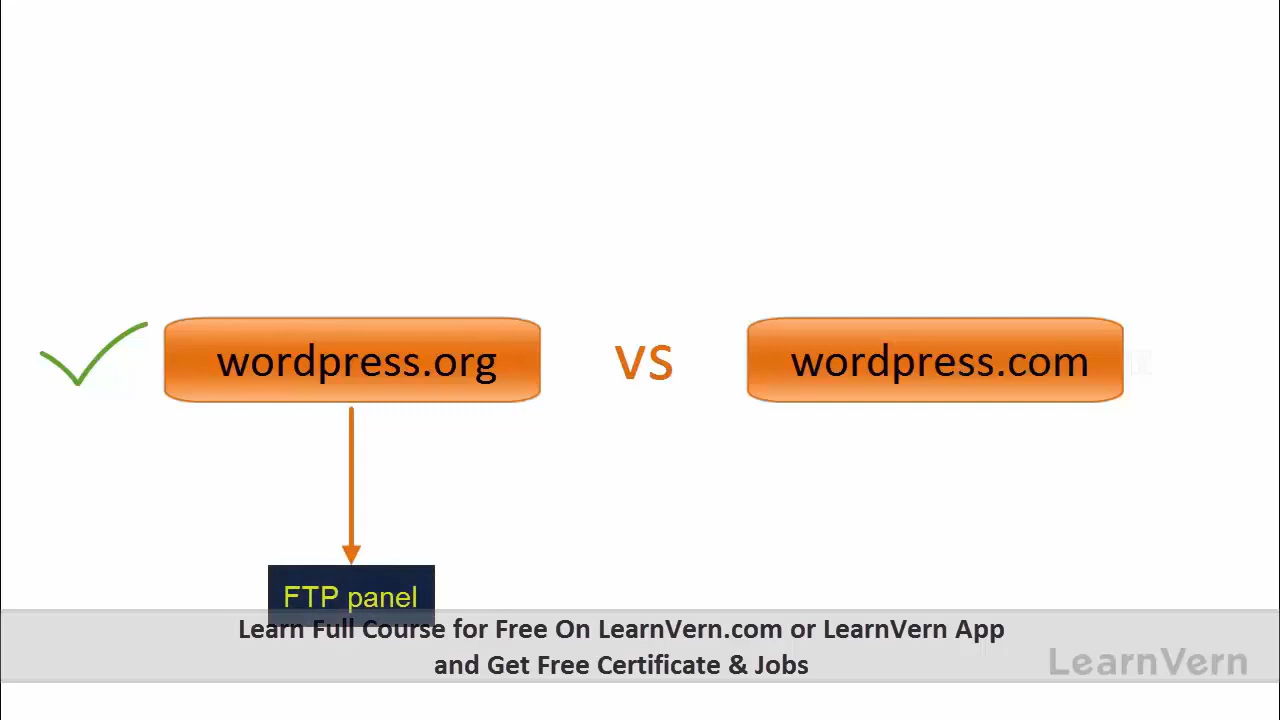 wordpress.org vs wordpress.com
FTP panel
Learn Full Course for Free On LearnVern.com or LearnVern App
and Get Free Certificate & Jobs
LearnVern